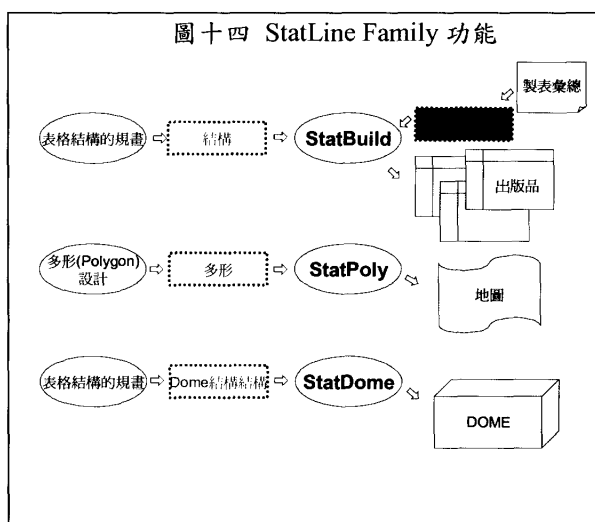 圖十四 StatLine Family 功能
製表彙總
表格結構的規畫
結構
StatBuild
出版品
多形(Polygon)
設計
多形
StatPoly
地圖
表格結構的規畫
Dome結構結構
StatDome
DOME